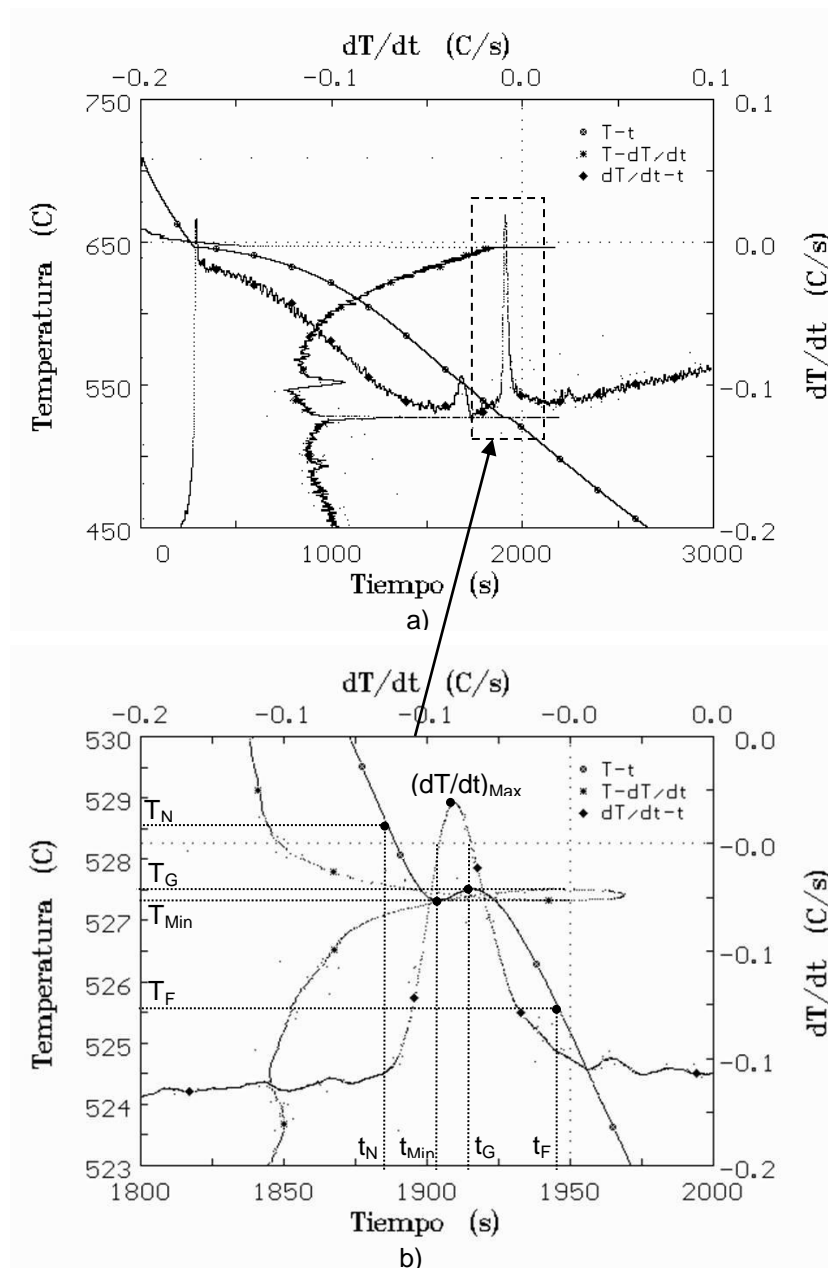 dT/dt (C/s)
-0.2 -0.1 0.0 0.1
750 0.1
T-t
T-dT/dt
dT/dt-t
650 0.0
Temperatura (C)
dT/dt (C/s)
550 -0.1
450 -0.2
0 1000 2000 3000
Tiempo (s)
a)
dT/dt (C/s)
-0.2 -0.1 -0.1 -0.0 0.0
530 0.0
T-t
T-dT/dt
dT/dt-t
(dT/dt)Max
529
TN
528 -0.0
TG
TMin
527
-0.1
526
TF
Temperatura (C)
dT/dt (C/s)
525
-0.1
524
tN tMin tG tF
523 -0.2
1800 1850 1900 1950 2000
Tiempo (s)
b)